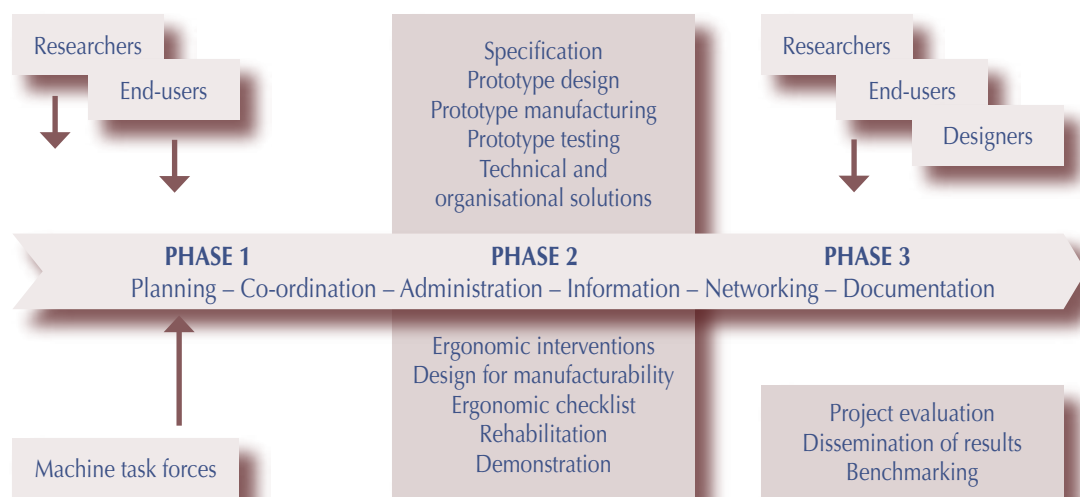 Researchers
End-users
Specification
Prototype design
Prototype manufacturing
Prototype testing
Technical and
organisational solutions
Researchers
End-users
Designers
PHASE 1
PHASE 2
PHASE 3
Planning – Co-ordination – Administration – Information – Networking – Documentation
Machine task forces
Ergonomic interventions
Design for manufacturability
Ergonomic checklist
Rehabilitation
Demonstration
Project evaluation
Dissemination of results
Benchmarking